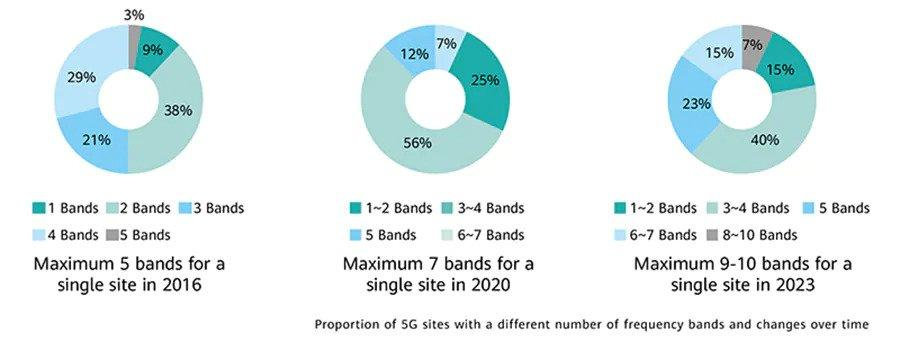 3%
9%
29%
38%
21%
1 Bands 2 Bands 3 Bands
4 Bands 5 Bands
Maximum 5 bands for a
single site in 2016
7%
12%
25%
56%
1~2 Bands 3~4 Bands
5 Bands 6~7 Bands
Maximum 7 bands for a
single site in 2020
7%
15%
15%
23%
40%
1~2 Bands 3~4 Bands 5 Bands
6~7 Bands 8~10 Bands
Maximum 9-10 bands for a
single site in 2023
Proportion of 5G sites with a different number of frequency bands and changes over time